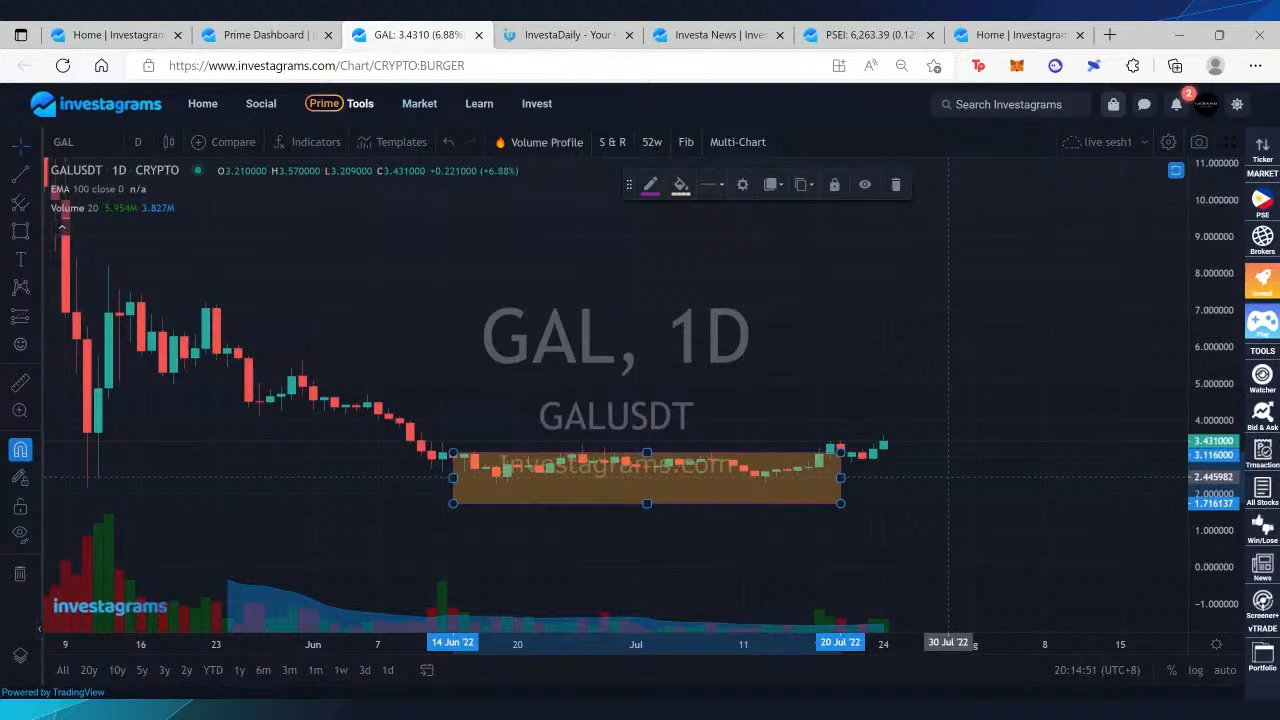 Home | Investagram
Prime Dashboard |
GAL: 3.4310 (6.88%
InvestaDaily - Your
Investa News | Inves
PSEI: 6,263.39 (0.12%
Home | Investagram
https://www.investagrams.com/Chart/CRYPTO:BURGER
investagrams
Home
Social
Prime Tools
Market
Learn
Invest
Search Investagrams
2
GAL
D
Compare
Indicators
Templates
Volume Profile
S & R
52w
Fib
Multi-Chart
live sesh1
GALUSDT · 1D · CRYPTO
O3.210000 H3.570000 L3.209000 C3.431000 +0.221000 (+6.88%)
EMA 100 close 0 n/a
Volume 20 5.954M 3.827M
GAL, 1D
GALUSDT
Investagrams.com
investagrams
11.000000
10.000000
9.000000
8.000000
7.000000
6.000000
5.000000
4.000000
3.431000
3.116000
2.445982
2.000000
1.716137
1.000000
0.000000
−1.000000
Ticker
MARKET
PSE
Brokers
Invest
Play
TOOLS
Watcher
Bid & Ask
Trnsaction
All Stocks
Win/Lose
News
Screener+
vTRADE
Portfolio
9
16
23
Jun
7
14 Jun '22
20
Jul
11
20 Jul '22
24
30 Jul '22
8
15
All
20y
10y
5y
3y
2y
YTD
1y
6m
3m
1m
1w
3d
1d
20:14:51 (UTC+8)
%
log
auto
Powered by TradingView